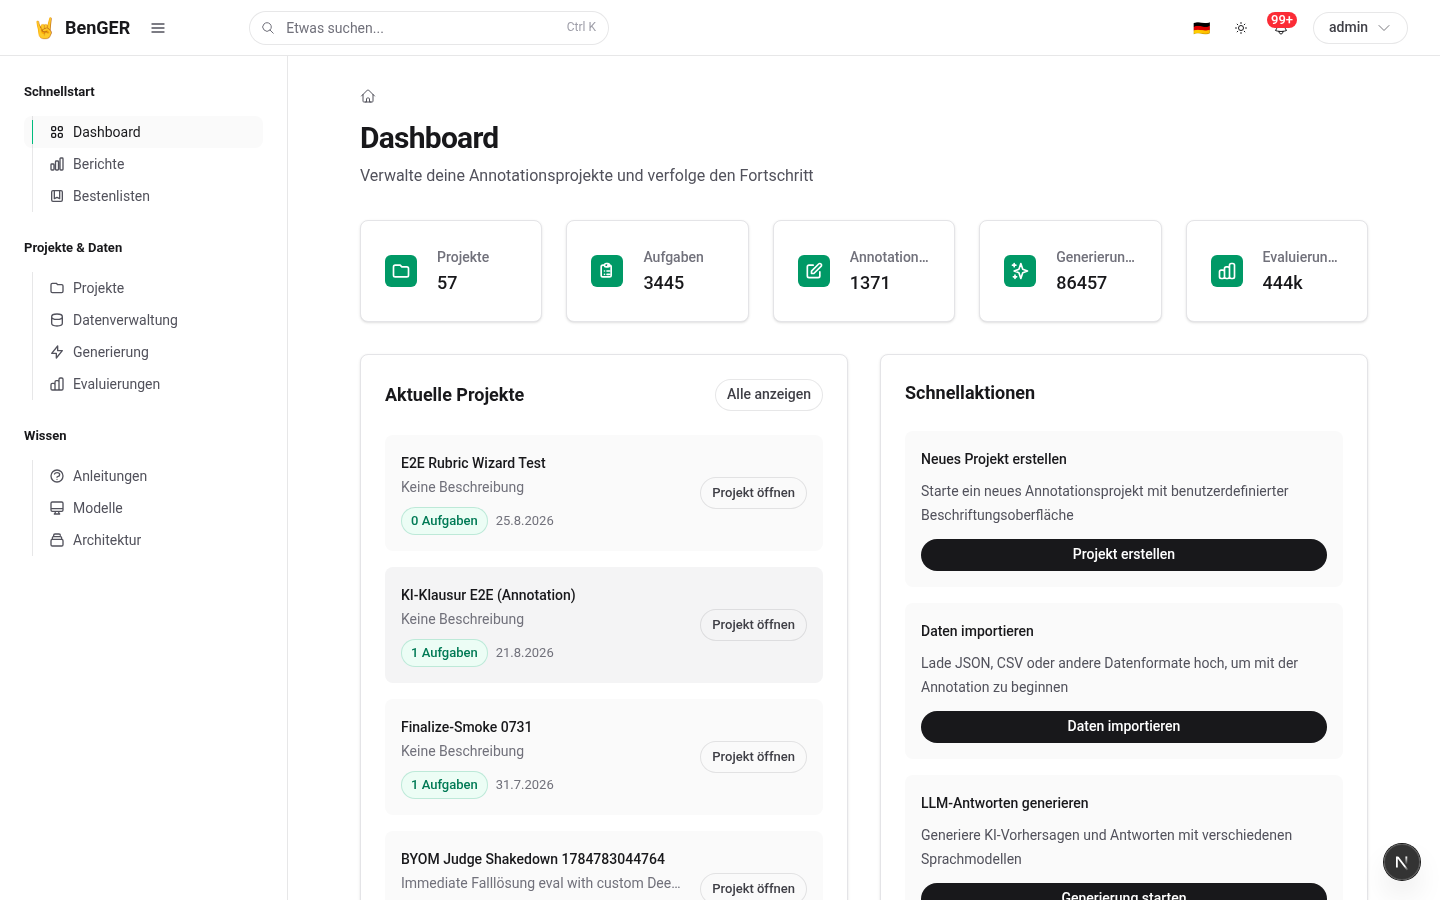 BenGER
Etwas suchen...
Ctrl K
99+
admin
Schnellstart
Dashboard
Berichte
Bestenlisten
Projekte & Daten
Projekte
Datenverwaltung
Generierung
Evaluierungen
Wissen
Anleitungen
Modelle
Architektur
Dashboard
Verwalte deine Annotationsprojekte und verfolge den Fortschritt
Projekte
57
Aufgaben
3445
Annotation...
1371
Generierun...
86457
Evaluierun...
444k
Aktuelle Projekte
Alle anzeigen
E2E Rubric Wizard Test
Keine Beschreibung
0 Aufgaben
25.8.2026
Projekt öffnen
KI-Klausur E2E (Annotation)
Keine Beschreibung
1 Aufgaben
21.8.2026
Projekt öffnen
Finalize-Smoke 0731
Keine Beschreibung
1 Aufgaben
31.7.2026
Projekt öffnen
BYOM Judge Shakedown 1784783044764
Immediate Falllösung eval with custom Dee...
Projekt öffnen
Schnellaktionen
Neues Projekt erstellen
Starte ein neues Annotationsprojekt mit benutzerdefinierter
Beschriftungsoberfläche
Projekt erstellen
Daten importieren
Lade JSON, CSV oder andere Datenformate hoch, um mit der
Annotation zu beginnen
Daten importieren
LLM-Antworten generieren
Generiere KI-Vorhersagen und Antworten mit verschiedenen
Sprachmodellen
Generierung starten
N